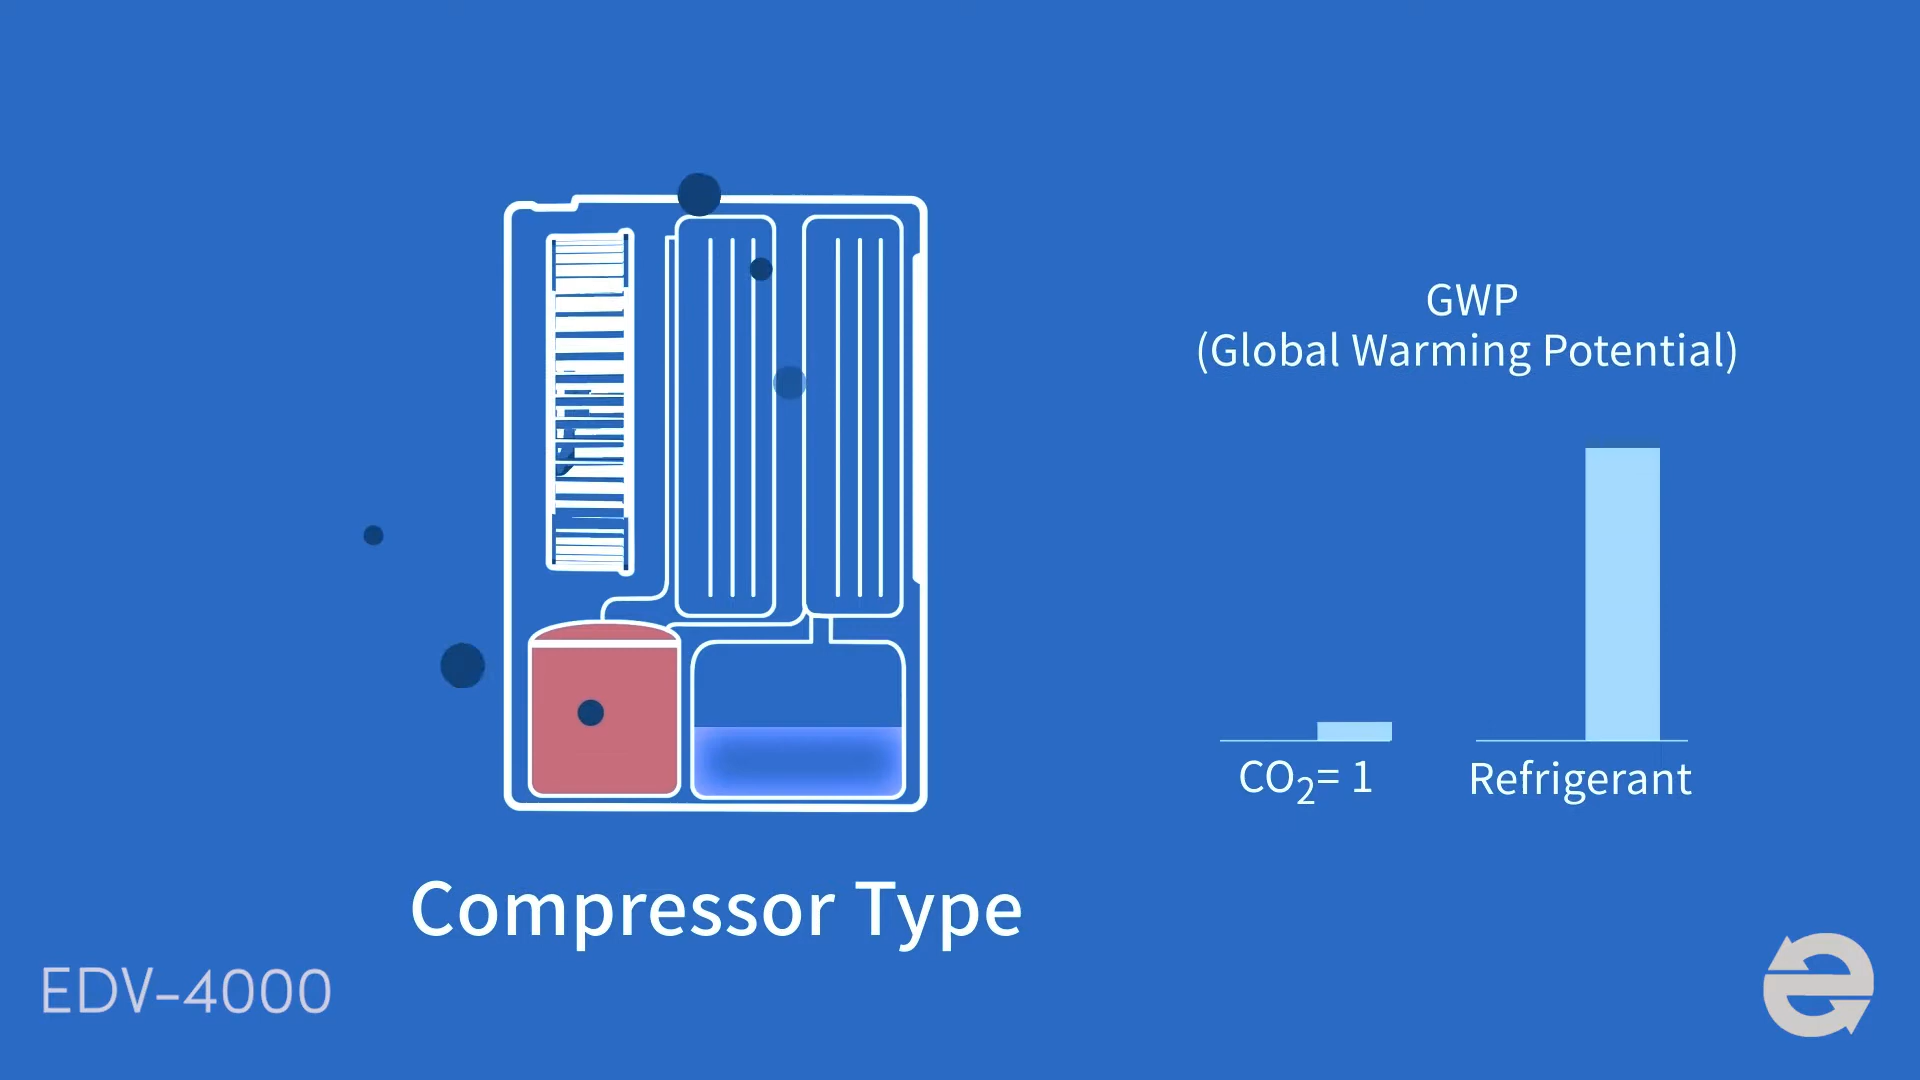 GWP
(Global Warming Potential)
CO₂= 1
Refrigerant
Compressor Type
EDV-4000